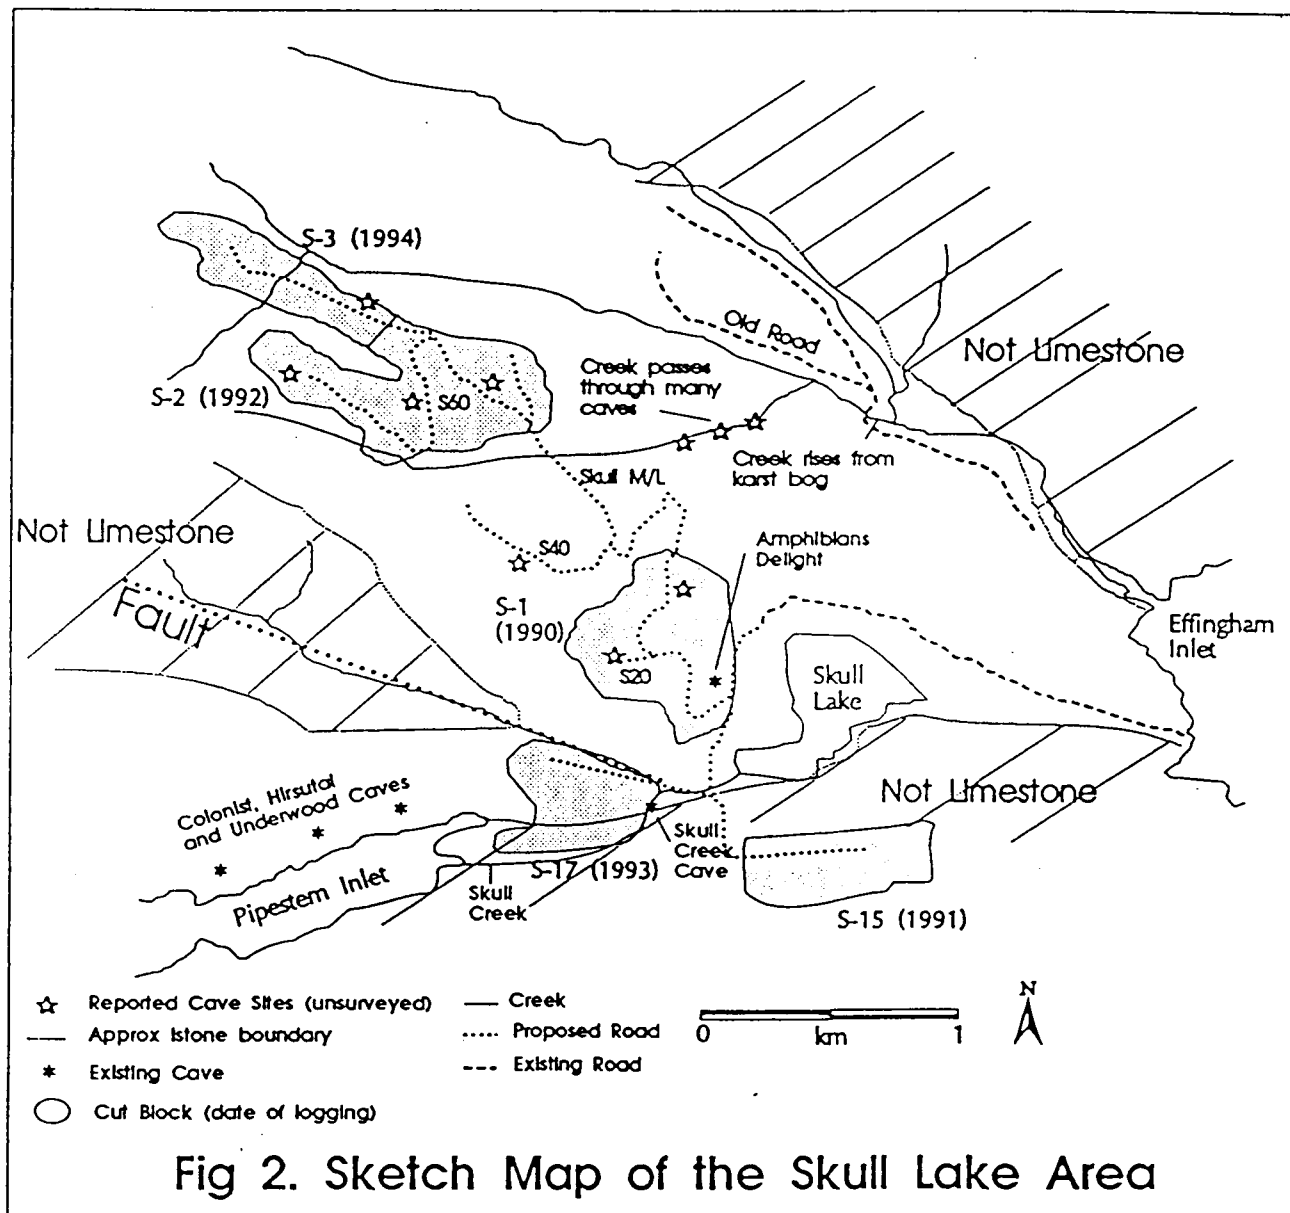 S-3 (1994)
Old Road
Not Limestone
Creek passes
through many
caves
S-2 (1992)
S60
Creek rises from
karst bog
Skull M/L
Not Limestone
S40
Amphibians
Delight
Fault
S-1
(1990)
Effingham
Inlet
S20
Skull
Lake
Colonist, Hirsutal
and Underwood Caves
Not Limestone
Skull
Creek
Cave
S-17 (1993)
Pipestem Inlet
Skull
Creek
S-15 (1991)
Reported Cave Sites (unsurveyed)
Approx lstone boundary
Existing Cave
Cut Block (date of logging)
Creek
Proposed Road
Existing Road
0 km 1
N
Fig 2. Sketch Map of the Skull Lake Area